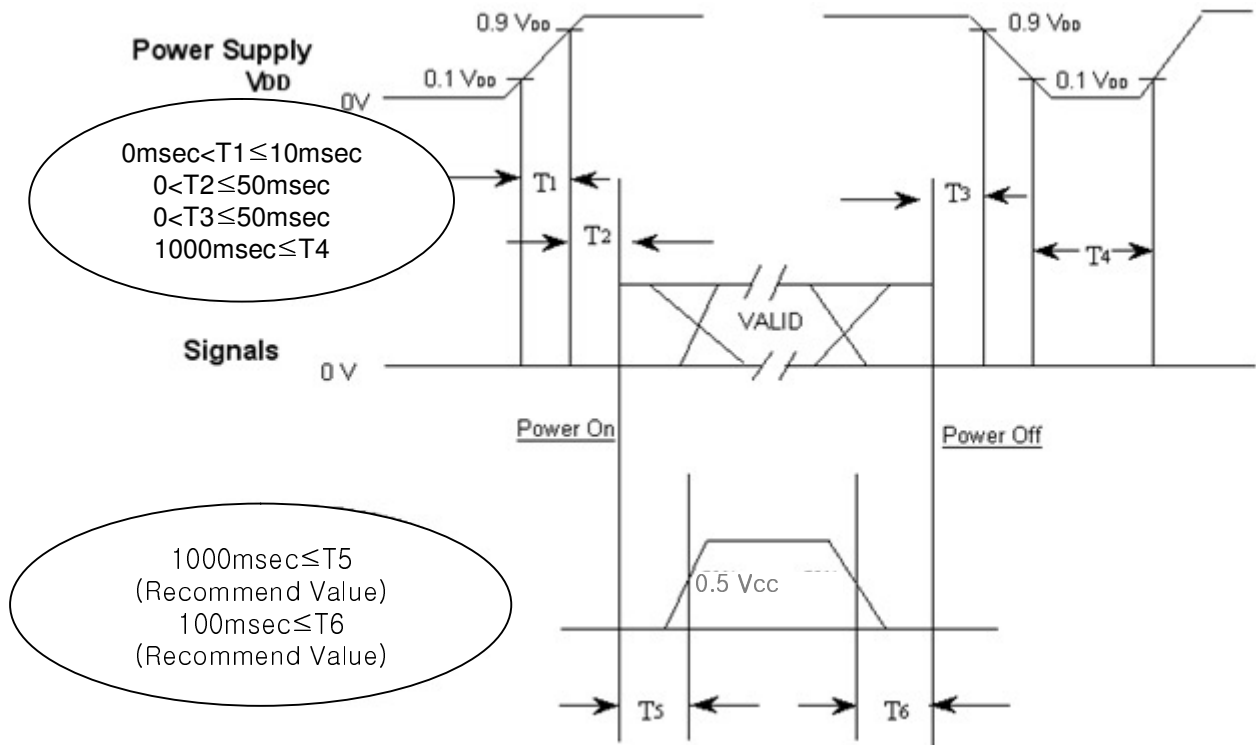 0.9 VDD
0.9 VDD
Power Supply
VDD
0.1 VDD
0.1 VDD
0V
0msec<T1≤10msec
0<T2≤50msec
0<T3≤50msec
1000msec≤T4
T1
T2
T3
T4
VALID
Signals
0 V
Power On
Power Off
1000msec≤T5
(Recommend Value)
100msec≤T6
(Recommend Value)
0.5 Vcc
T5
T6